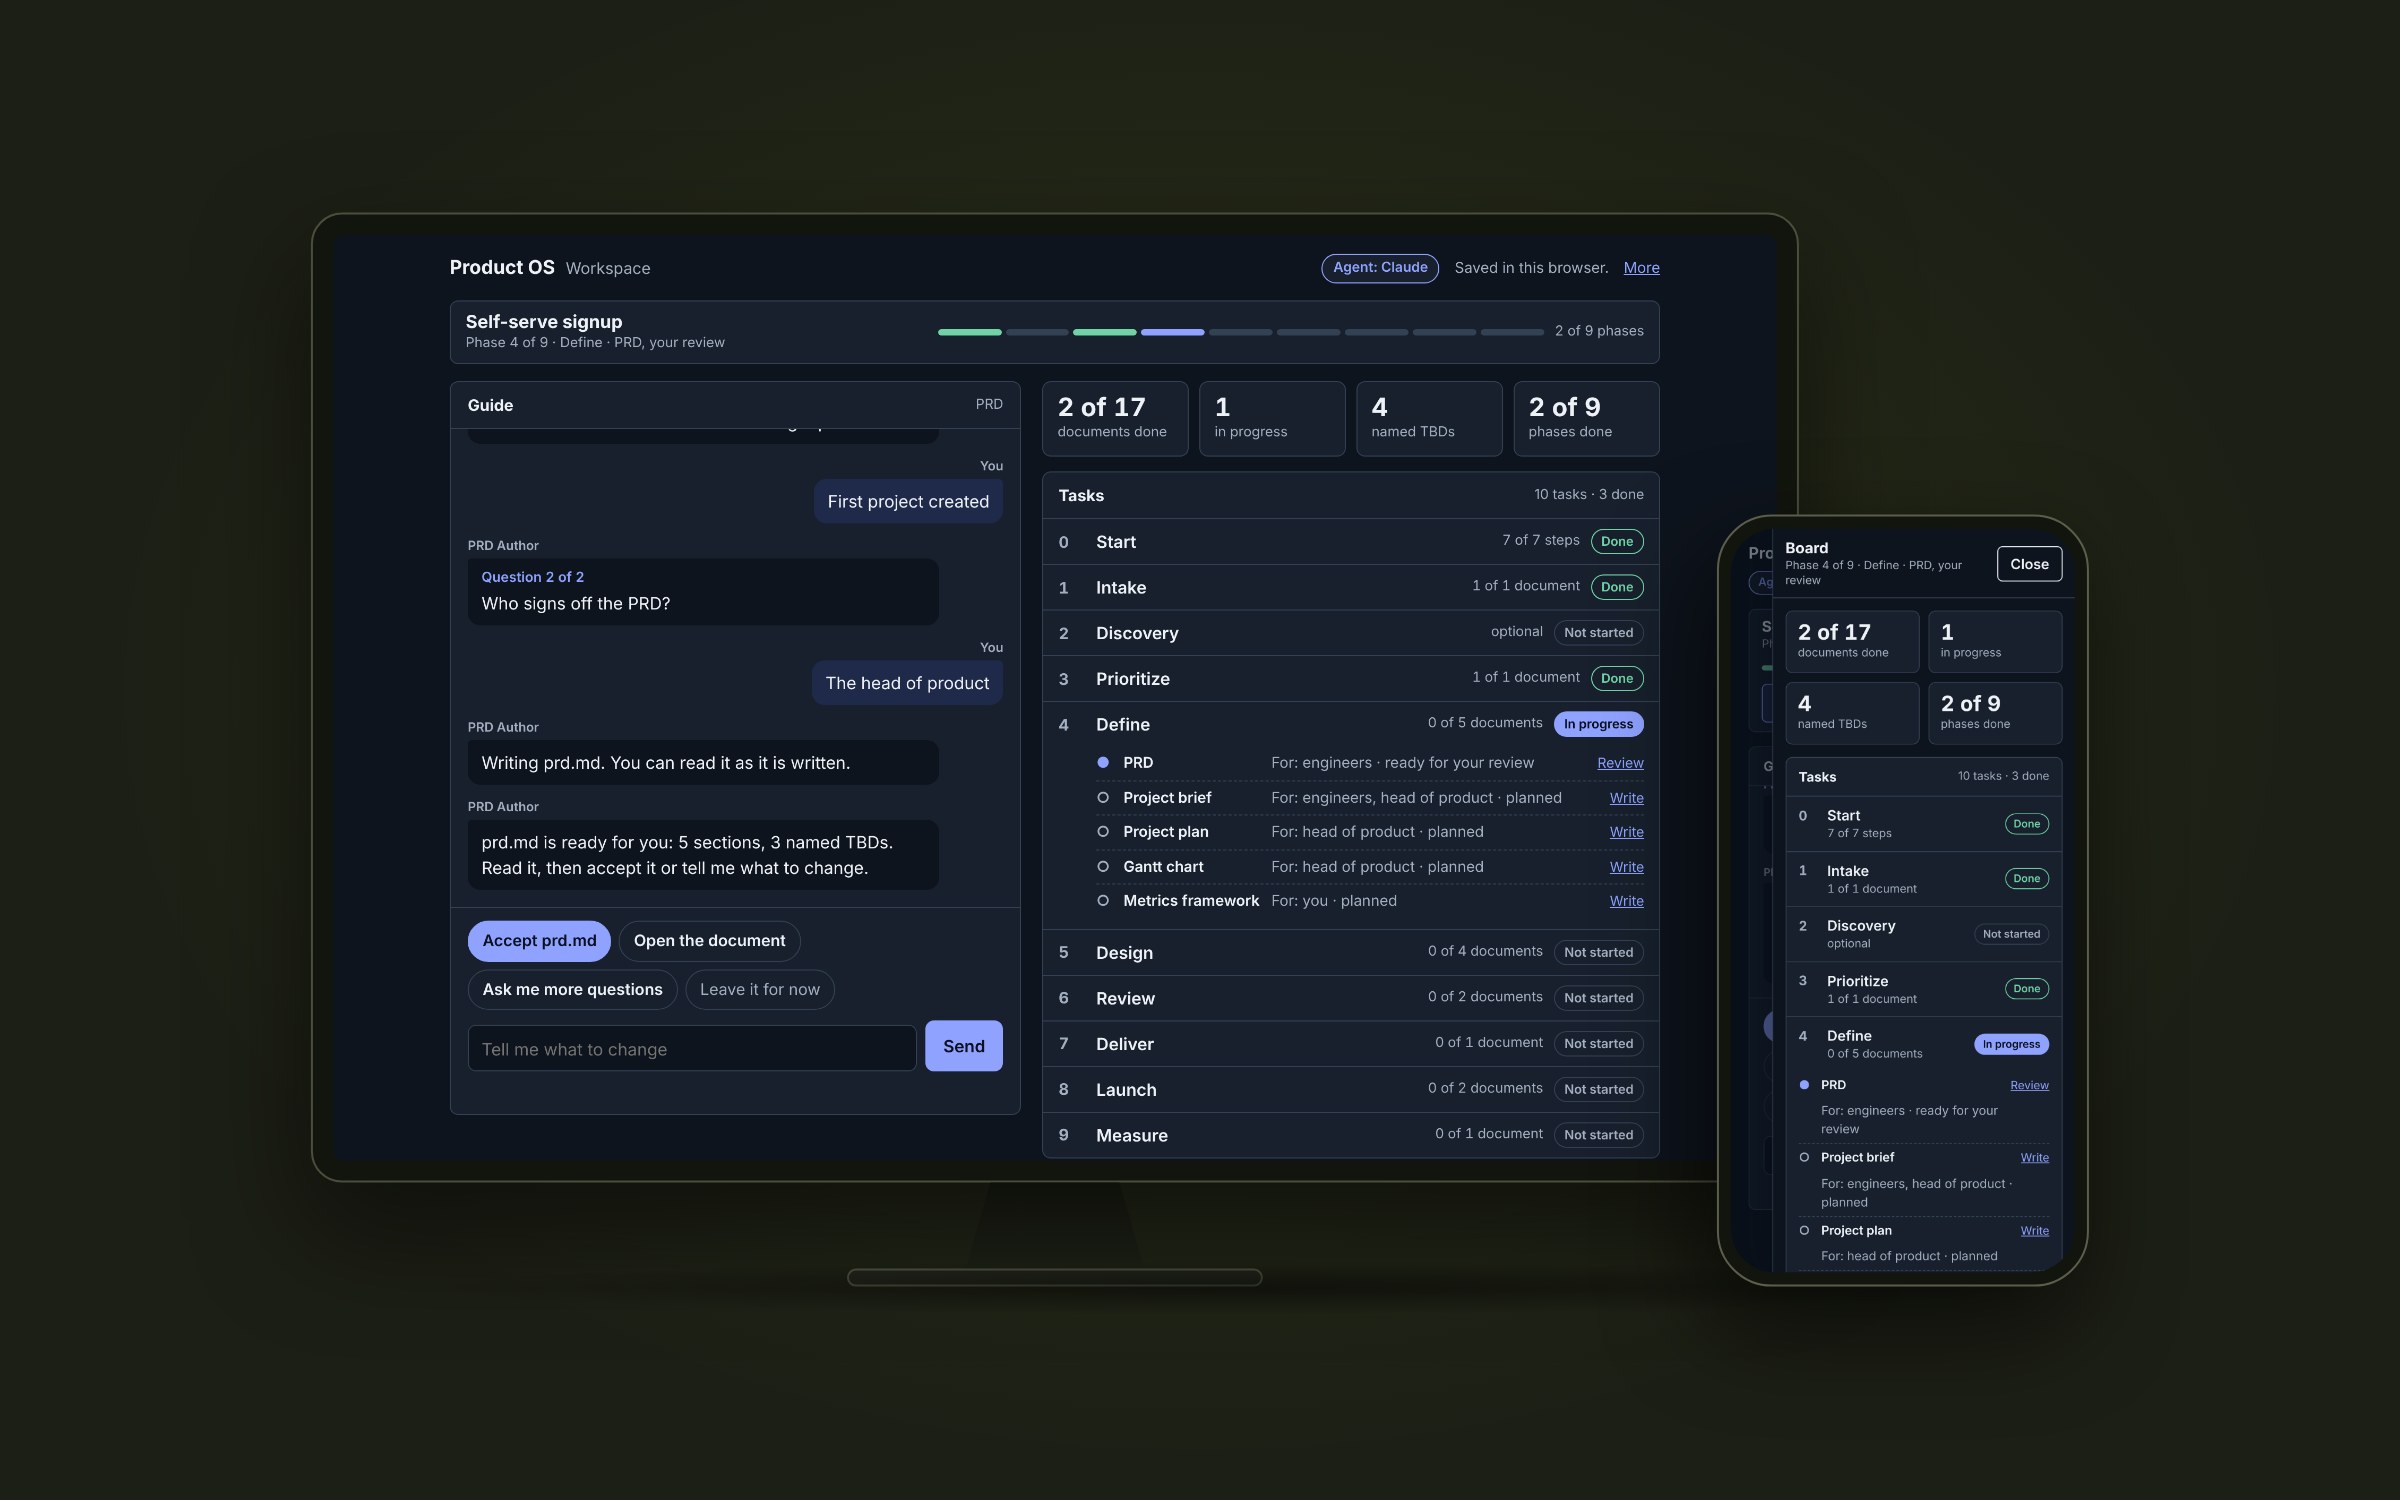 Product OS Workspace
Agent: Claude Saved in this browser. More
Self-serve signup
Phase 4 of 9 · Define · PRD, your review
2 of 9 phases
Guide PRD
You
First project created
PRD Author
Question 2 of 2
Who signs off the PRD?
You
The head of product
PRD Author
Writing prd.md. You can read it as it is written.
PRD Author
prd.md is ready for you: 5 sections, 3 named TBDs.
Read it, then accept it or tell me what to change.
Accept prd.md Open the document
Ask me more questions Leave it for now
Tell me what to change Send
2 of 17 1 4 2 of 9
documents done in progress named TBDs phases done
Tasks 10 tasks · 3 done
0 Start 7 of 7 steps Done
1 Intake 1 of 1 document Done
2 Discovery optional Not started
3 Prioritize 1 of 1 document Done
4 Define 0 of 5 documents In progress
PRD For: engineers · ready for your review Review
Project brief For: engineers, head of product · planned Write
Project plan For: head of product · planned Write
Gantt chart For: head of product · planned Write
Metrics framework For: you · planned Write
5 Design 0 of 4 documents Not started
6 Review 0 of 2 documents Not started
7 Deliver 0 of 1 document Not started
8 Launch 0 of 2 documents Not started
9 Measure 0 of 1 document Not started
Board
Phase 4 of 9 · Define · PRD, your
review
Close
2 of 17 1
documents done in progress
4 2 of 9
named TBDs phases done
Tasks 10 tasks · 3 done
0 Start Done
7 of 7 steps
1 Intake Done
1 of 1 document
2 Discovery Not started
optional
3 Prioritize Done
1 of 1 document
4 Define In progress
0 of 5 documents
PRD Review
For: engineers · ready for your
review
Project brief Write
For: engineers, head of product ·
planned
Project plan Write
For: head of product · planned